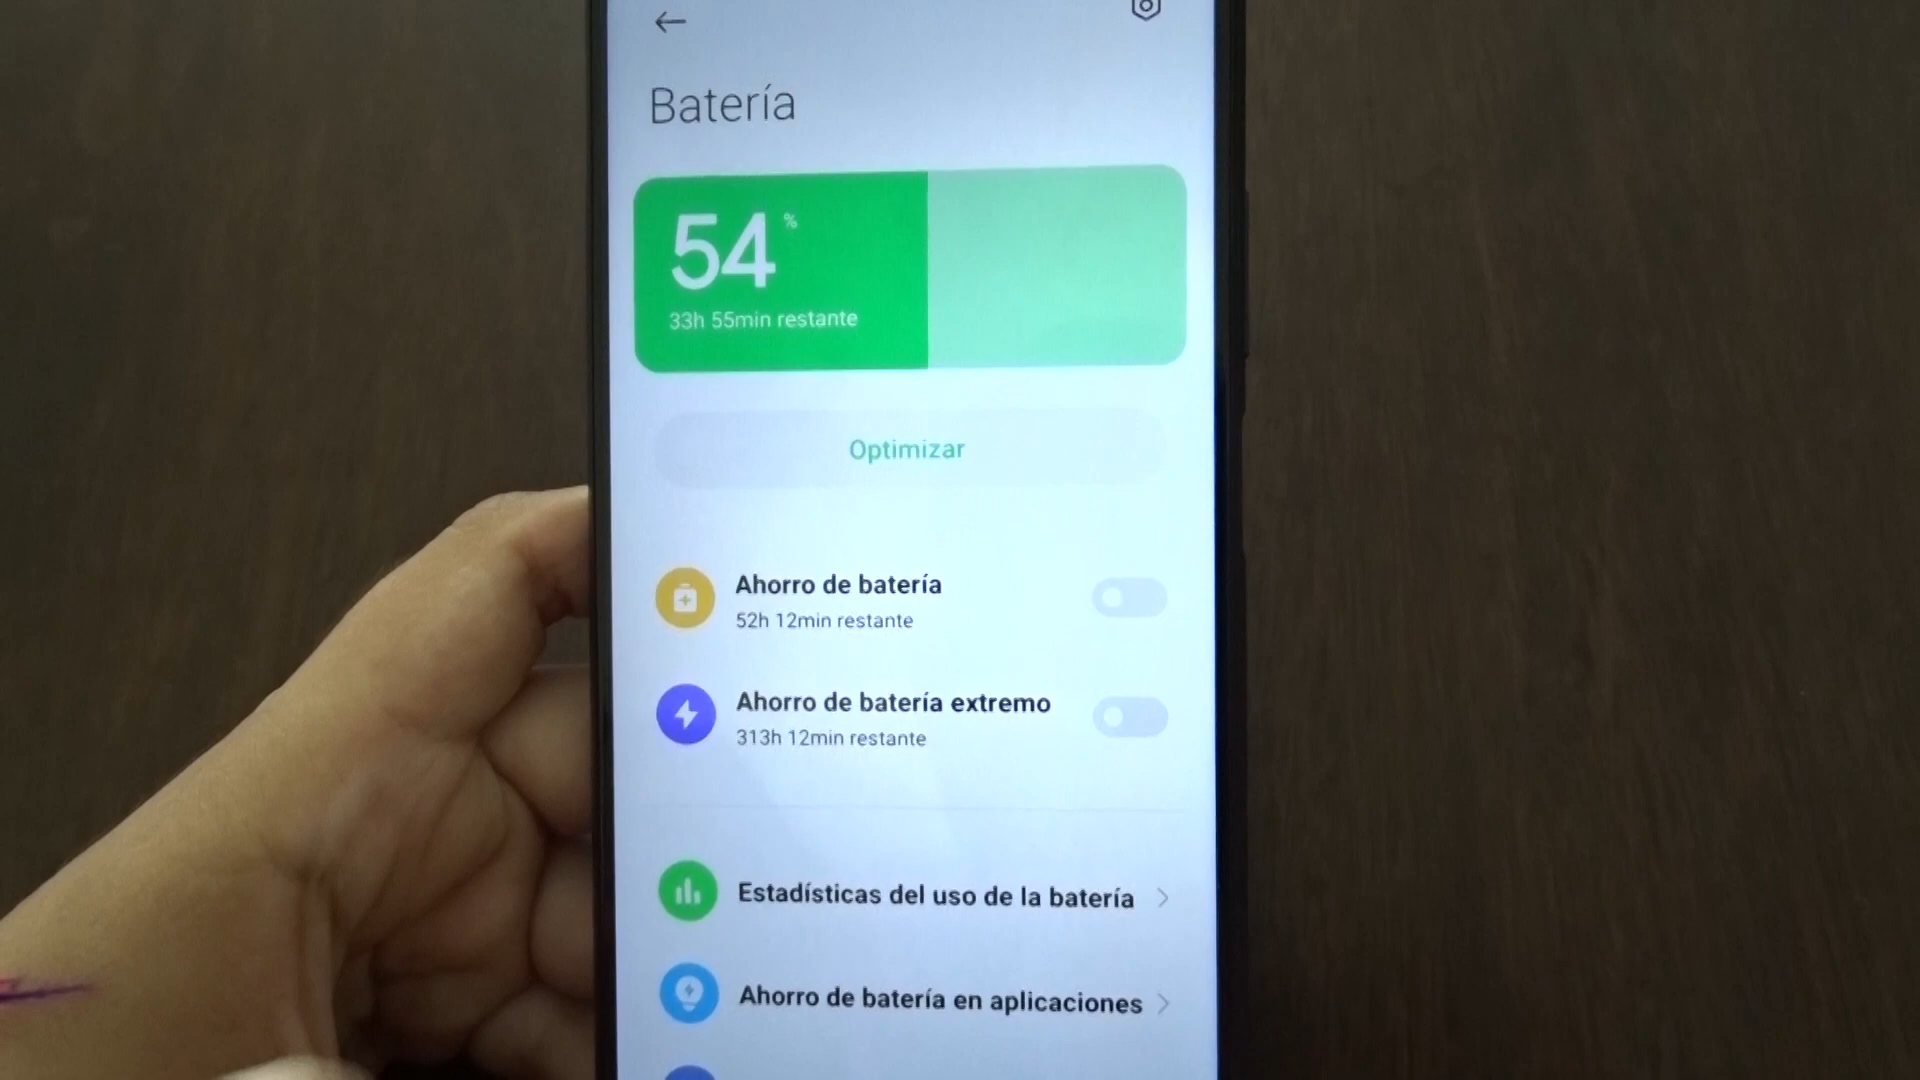 Batería
54 %
33h 55min restante
Optimizar
Ahorro de batería
52h 12min restante
Ahorro de batería extremo
313h 12min restante
Estadísticas del uso de la batería
Ahorro de batería en aplicaciones